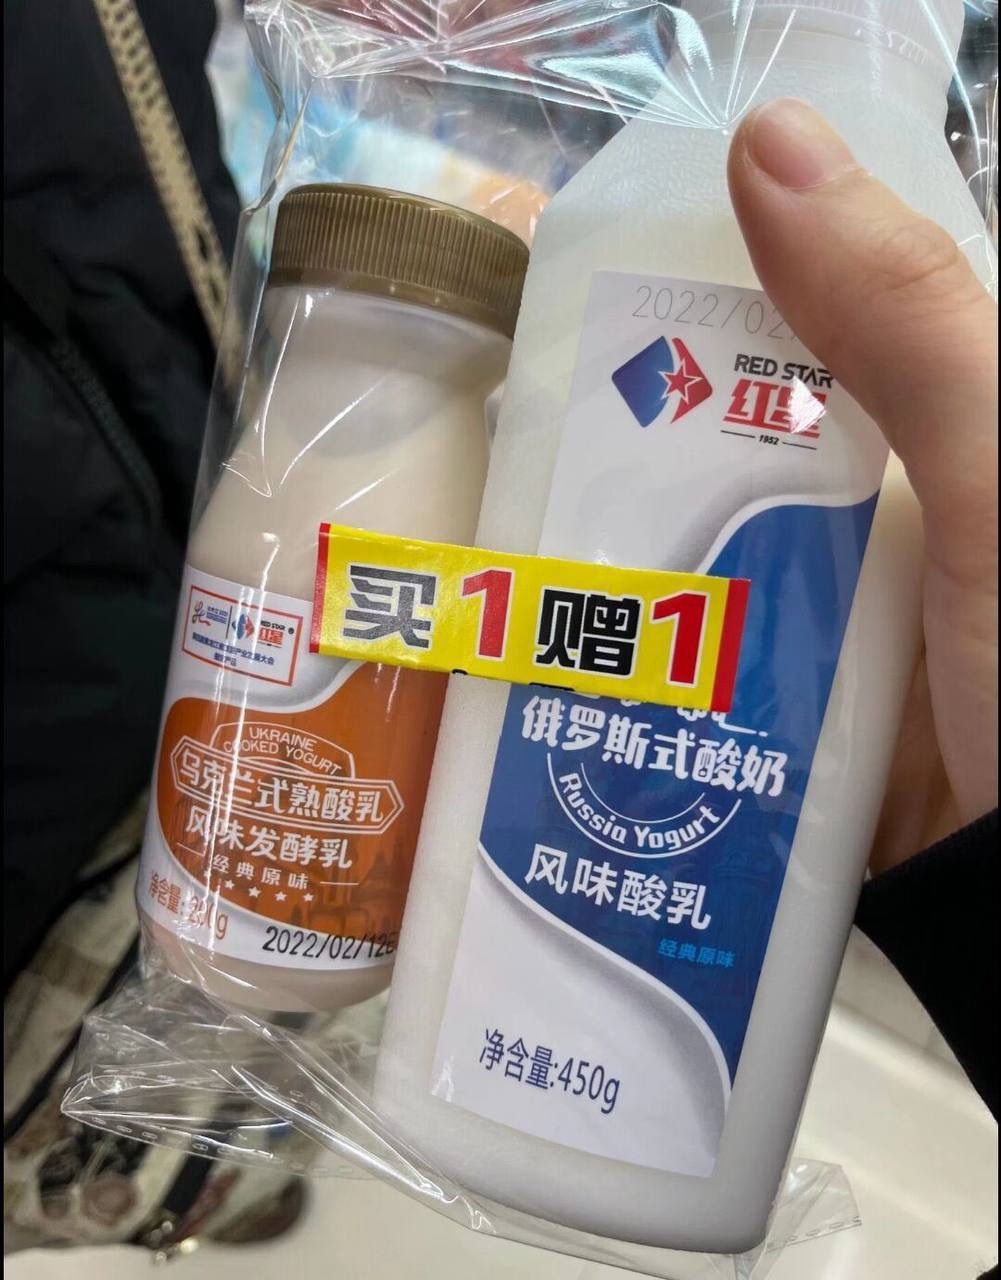 2022/02
RED STAR
红星
1952
买1赠1
俄罗斯式酸奶
Russia Yogurt
风味酸乳
经典原味
净含量:450g
RED STAR
红星
UKRAINE
COOKED YOGURT
乌克兰式熟酸乳
风味发酵乳
经典原味
净含量:
2022/02/12